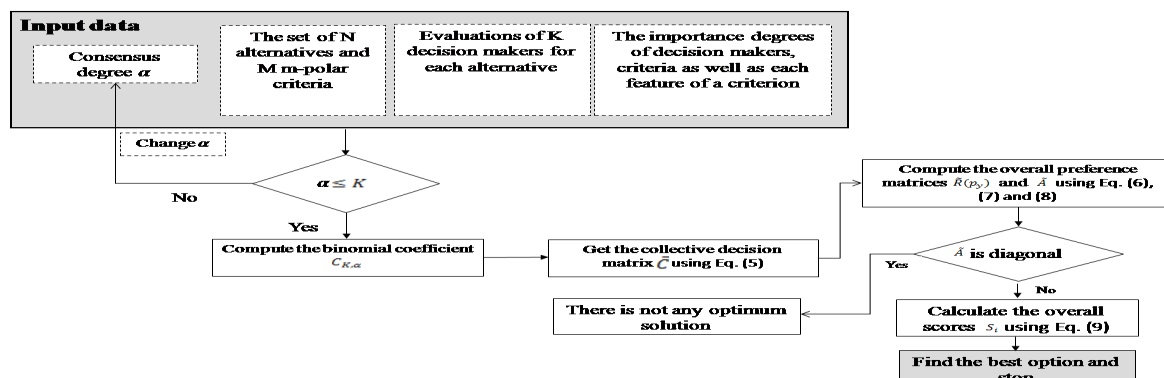 Input data
Consensus
degree α
The set of N
alternatives and
M m-polar
criteria
Evaluations of K
decision makers for
each alternative
The importance degrees
of decision makers,
criteria as well as each
feature of a criterion
Change α
α ≤ K
No
Yes
Compute the binomial coefficient
C_{K,α}
Get the collective decision
matrix C̄ using Eq. (5)
Compute the overall preference
matrices R̃(p_y) and Ã using Eq. (6),
(7) and (8)
Ã is diagonal
Yes
No
There is not any optimum
solution
Calculate the overall
scores S_i using Eq. (9)
Find the best option and
stop